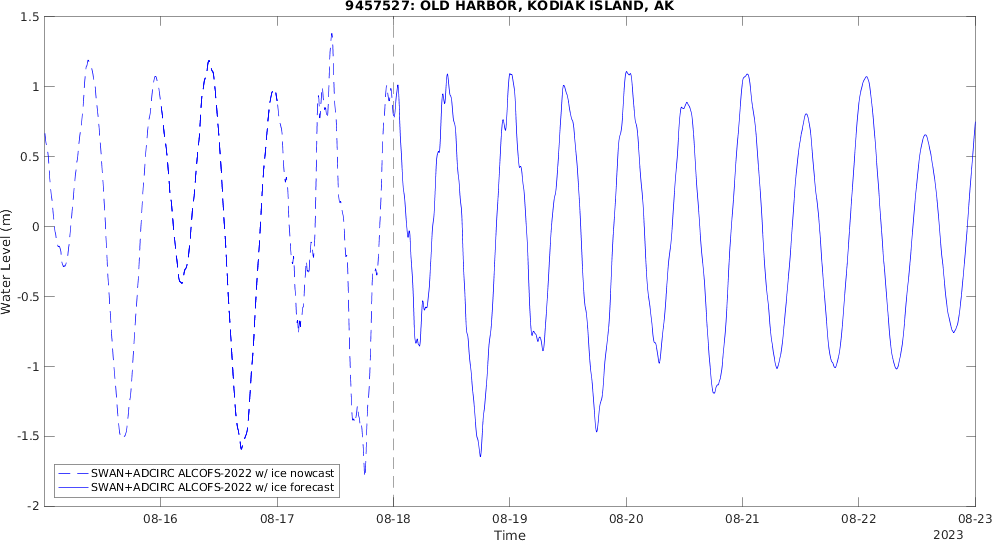 9457527: OLD HARBOR, KODIAK ISLAND, AK
Water Level (m)
1.5
1
0.5
0
-0.5
-1
-1.5
-2
SWAN+ADCIRC ALCOFS-2022 w/ ice nowcast
SWAN+ADCIRC ALCOFS-2022 w/ ice forecast
08-16 08-17 08-18 08-19 08-20 08-21 08-22 08-23
Time
2023